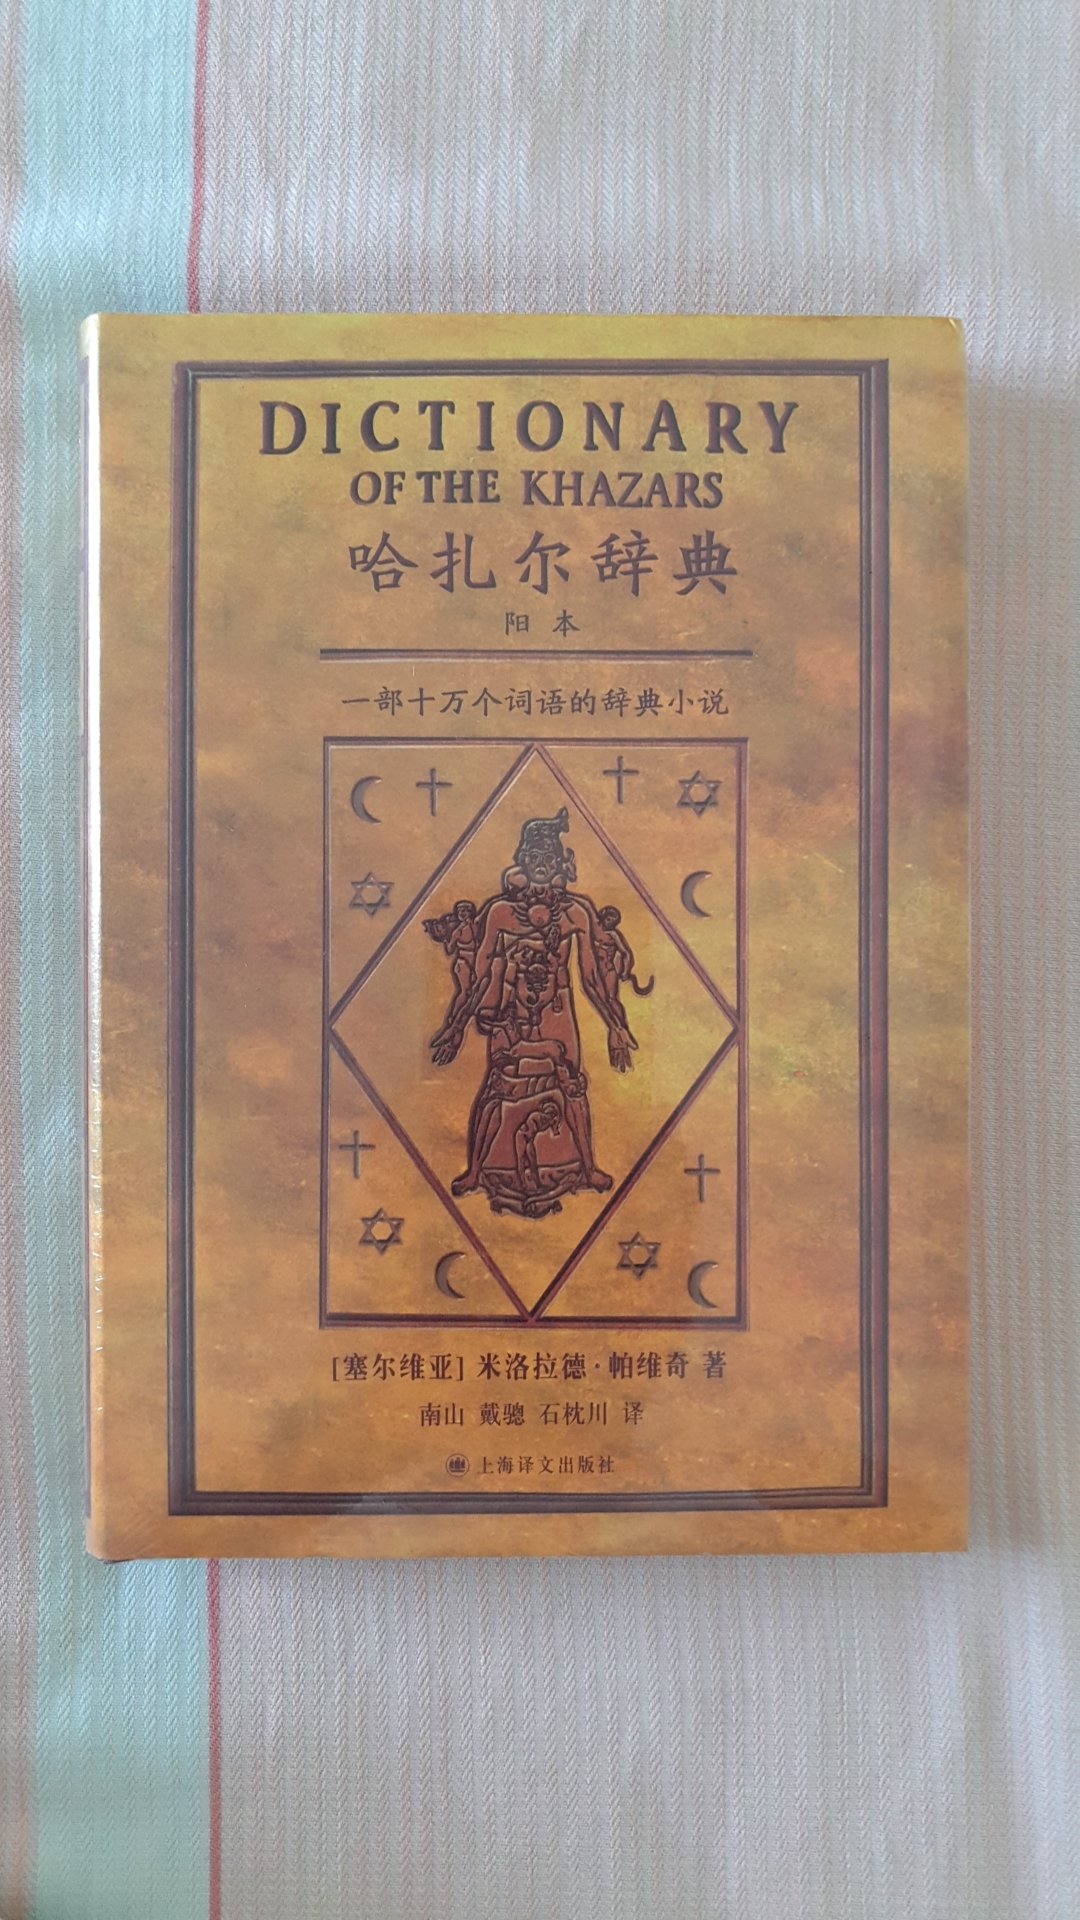 DICTIONARY
OF THE KHAZARS
哈扎尔辞典
阳本
一部十万个词语的辞典小说
[塞尔维亚] 米洛拉德·帕维奇 著
南山 戴骢 石枕川 译
上海译文出版社